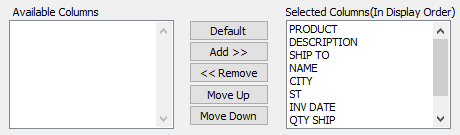 Available Columns
Default
Add >>
<< Remove
Move Up
Move Down
Selected Columns(In Display Order)
PRODUCT
DESCRIPTION
SHIP TO
NAME
CITY
ST
INV DATE
QTY SHIP